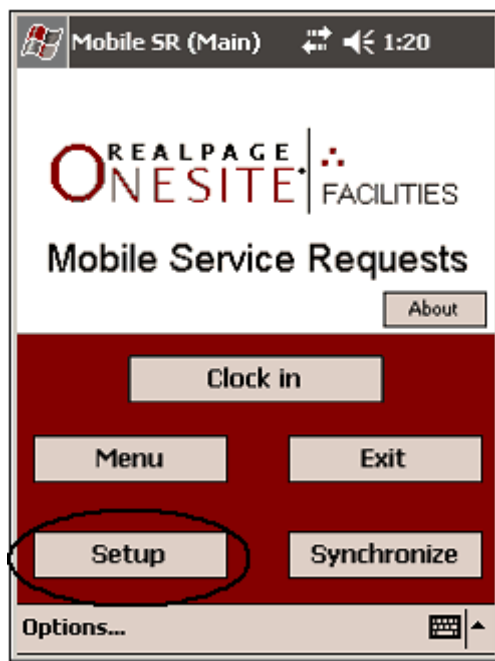 Mobile SR (Main) 1:20
REALPAGE
ONESITE
FACILITIES
Mobile Service Requests
About
Clock in
Menu Exit
Setup Synchronize
Options...